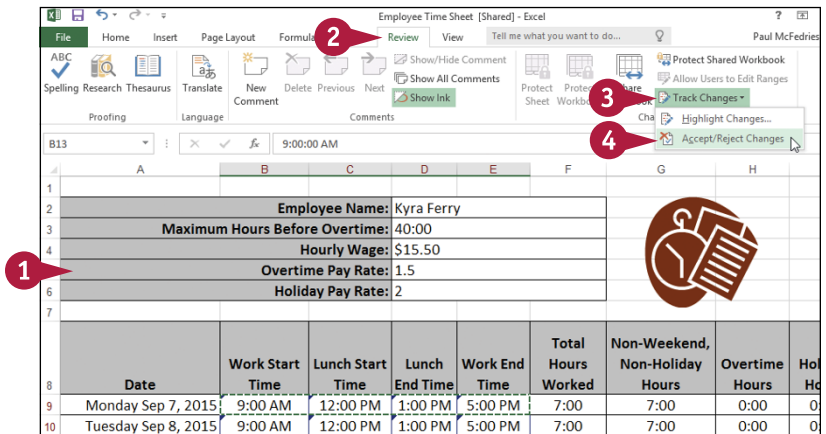 Employee Time Sheet [Shared] - Excel ?
File Home Insert Page Layout Formula 2 Review View Tell me what you want to do... Paul McFedries
ABC
Spelling Research Thesaurus Translate New Comment Delete Previous Next
Show/Hide Comment
Show All Comments
Show Ink
Protect Sheet
Protect Workbook
Protect Shared Workbook
Allow Users to Edit Ranges
3 Track Changes
Proofing Language Comments
Highlight Changes...
4 Accept/Reject Changes
B13 fx 9:00:00 AM
A B C D E F G H
1
2 Employee Name: Kyra Ferry
3 Maximum Hours Before Overtime: 40:00
4 Hourly Wage: $15.50
1
5 Overtime Pay Rate: 1.5
6 Holiday Pay Rate: 2
7
8 Date Work Start Time Lunch Start Time Lunch End Time Work End Time Total Hours Worked Non-Weekend, Non-Holiday Hours Overtime Hours
9 Monday Sep 7, 2015 9:00 AM 12:00 PM 1:00 PM 5:00 PM 7:00 7:00 0:00
10 Tuesday Sep 8, 2015 9:00 AM 12:00 PM 1:00 PM 5:00 PM 7:00 7:00 0:00